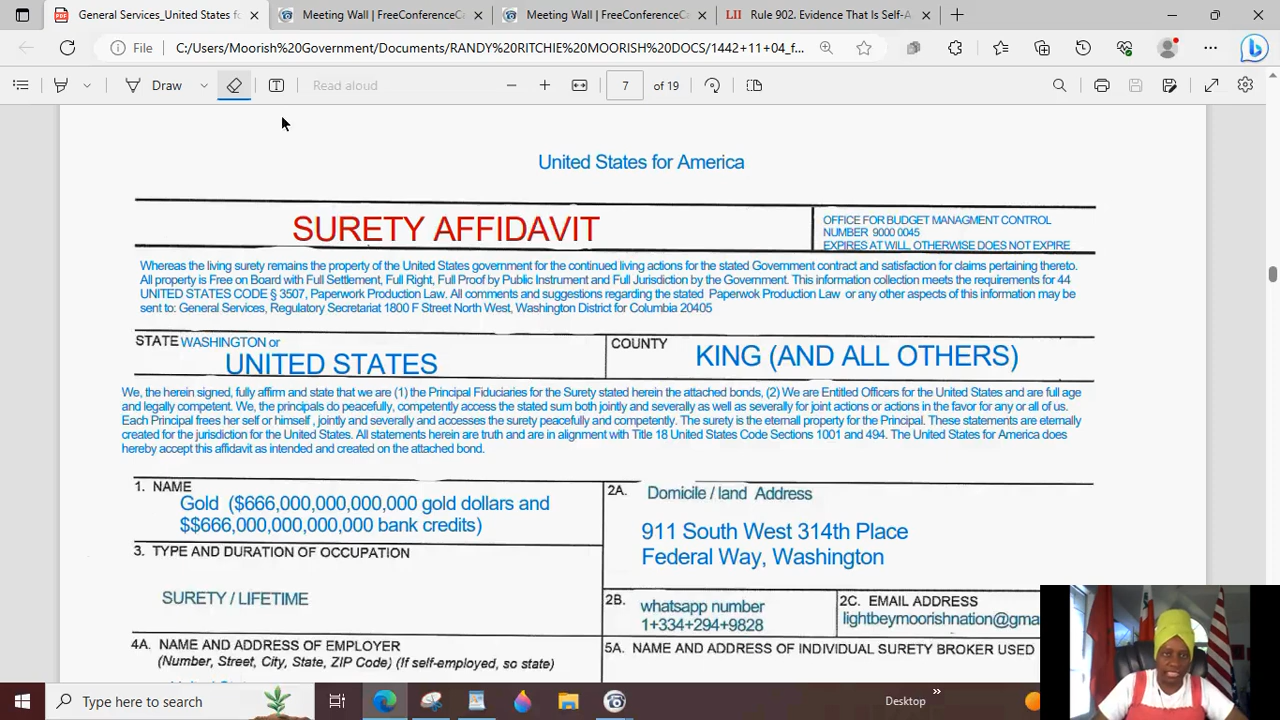 General Services_United States fo
Meeting Wall | FreeConferenceCa
Meeting Wall | FreeConferenceCa
LII
Rule 902. Evidence That Is Self-A
File
C:/Users/Moorish%20Government/Documents/RANDY%20RITCHIE%20MOORISH%20DOCS/1442+11+04_f...
Draw
Read aloud
7 of 19
United States for America
SURETY AFFIDAVIT
OFFICE FOR BUDGET MANAGMENT CONTROL
NUMBER 9000 0045
EXPIRES AT WILL, OTHERWISE DOES NOT EXPIRE
Whereas the living surety remains the property of the United States government for the continued living actions for the stated Government contract and satisfaction for claims pertaining thereto.
All property is Free on Board with Full Settlement, Full Right, Full Proof by Public Instrument and Full Jurisdiction by the Government. This information collection meets the requirements for 44
UNITED STATES CODE § 3507, Paperwork Production Law. All comments and suggestions regarding the stated Paperwok Production Law or any other aspects of this information may be
sent to: General Services, Regulatory Secretariat 1800 F Street North West, Washington District for Columbia 20405
STATE WASHINGTON or
UNITED STATES
COUNTY
KING (AND ALL OTHERS)
We, the herein signed, fully affirm and state that we are (1) the Principal Fiduciaries for the Surety stated herein the attached bonds, (2) We are Entitled Officers for the United States and are full age
and legally competent. We, the principals do peacefully, competently access the stated sum both jointly and severally as well as severally for joint actions or actions in the favor for any or all of us.
Each Principal frees her self or himself , jointly and severally and accesses the surety peacefully and competently. The surety is the eternall property for the Principal. These statements are eternally
created for the jurisdiction for the United States. All statements herein are truth and are in alignment with Title 18 United States Code Sections 1001 and 494. The United States for America does
hereby accept this affidavit as intended and created on the attached bond.
1. NAME
Gold ($666,000,000,000,000 gold dollars and
$$666,000,000,000,000 bank credits)
2A. Domicile / land Address
911 South West 314th Place
Federal Way, Washington
3. TYPE AND DURATION OF OCCUPATION
SURETY / LIFETIME
2B. whatsapp number
1+334+294+9828
2C. EMAIL ADDRESS
lightbeymoorishnation@gma
4A. NAME AND ADDRESS OF EMPLOYER
(Number, Street, City, State, ZIP Code) (If self-employed, so state)
5A. NAME AND ADDRESS OF INDIVIDUAL SURETY BROKER USED
Type here to search
Desktop